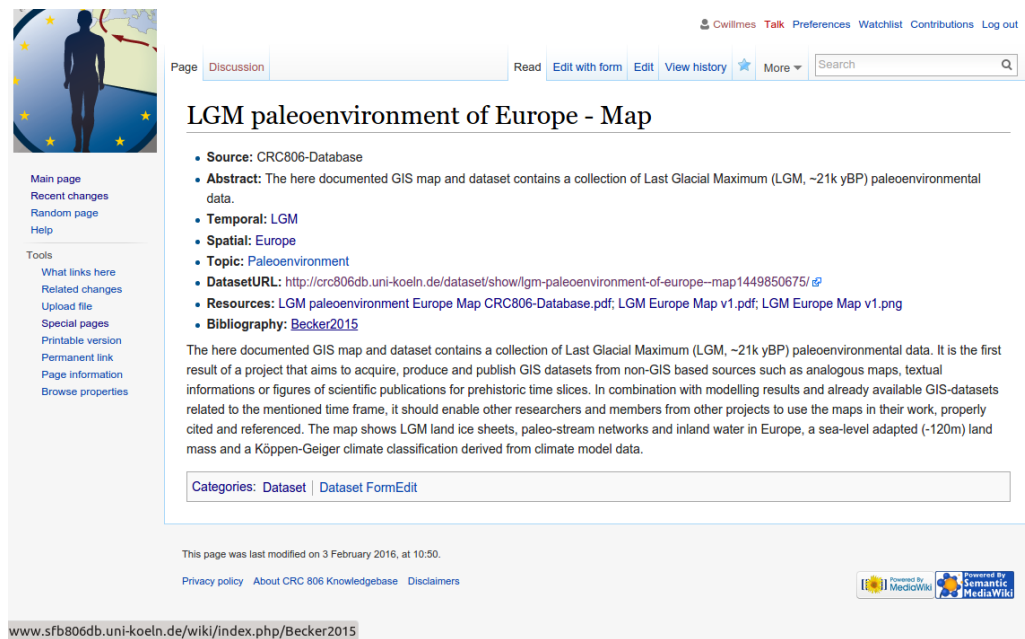 Cwillmes Talk Preferences Watchlist Contributions Log out
Page Discussion Read Edit with form Edit View history More Search
LGM paleoenvironment of Europe - Map
Source: CRC806-Database
Abstract: The here documented GIS map and dataset contains a collection of Last Glacial Maximum (LGM, ~21k yBP) paleoenvironmental
data.
Temporal: LGM
Spatial: Europe
Topic: Paleoenvironment
DatasetURL: http://crc806db.uni-koeln.de/dataset/show/lgm-paleoenvironment-of-europe--map1449850675/
Resources: LGM paleoenvironment Europe Map CRC806-Database.pdf; LGM Europe Map v1.pdf; LGM Europe Map v1.png
Bibliography: Becker2015
The here documented GIS map and dataset contains a collection of Last Glacial Maximum (LGM, ~21k yBP) paleoenvironmental data. It is the first
result of a project that aims to acquire, produce and publish GIS datasets from non-GIS based sources such as analogous maps, textual
informations or figures of scientific publications for prehistoric time slices. In combination with modelling results and already available GIS-datasets
related to the mentioned time frame, it should enable other researchers and members from other projects to use the maps in their work, properly
cited and referenced. The map shows LGM land ice sheets, paleo-stream networks and inland water in Europe, a sea-level adapted (-120m) land
mass and a Köppen-Geiger climate classification derived from climate model data.
Categories: Dataset Dataset FormEdit
Main page
Recent changes
Random page
Help
Tools
What links here
Related changes
Upload file
Special pages
Printable version
Permanent link
Page information
Browse properties
This page was last modified on 3 February 2016, at 10:50.
Privacy policy About CRC 806 Knowledgebase Disclaimers
Powered By
MediaWiki
Powered By
Semantic
MediaWiki
www.sfb806db.uni-koeln.de/wiki/index.php/Becker2015